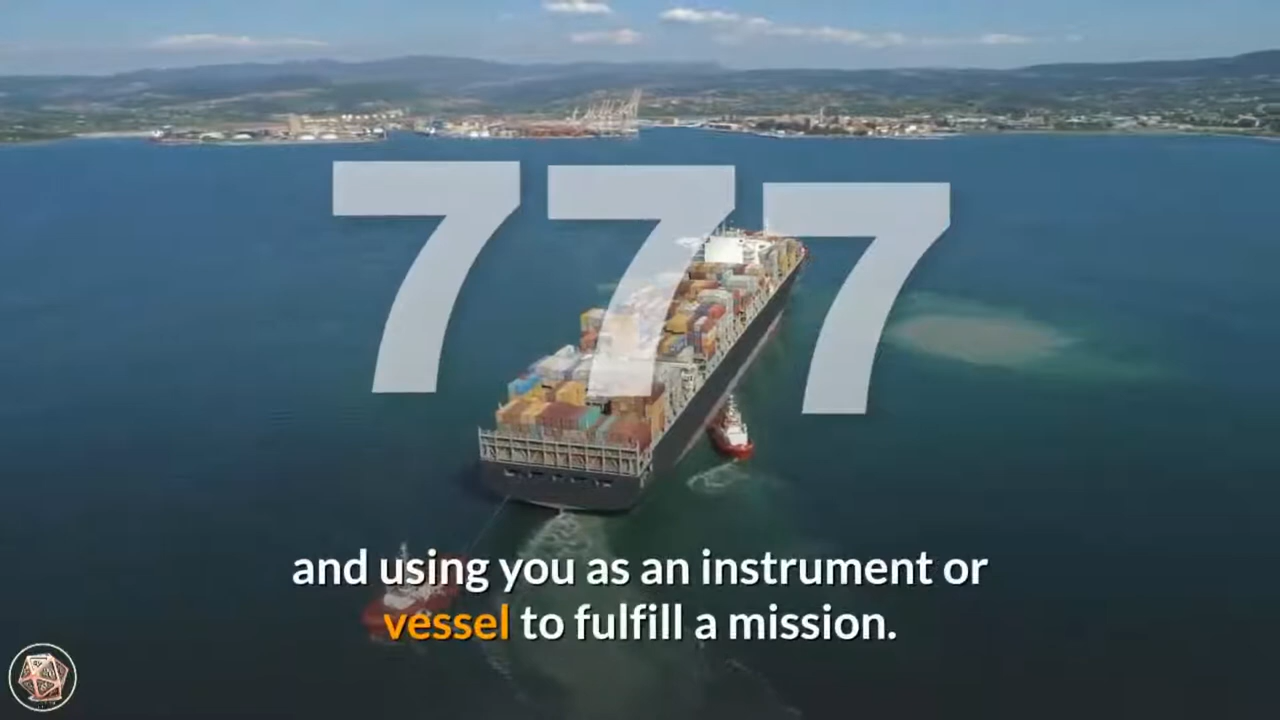 777
and using you as an instrument or
vessel to fulfill a mission.